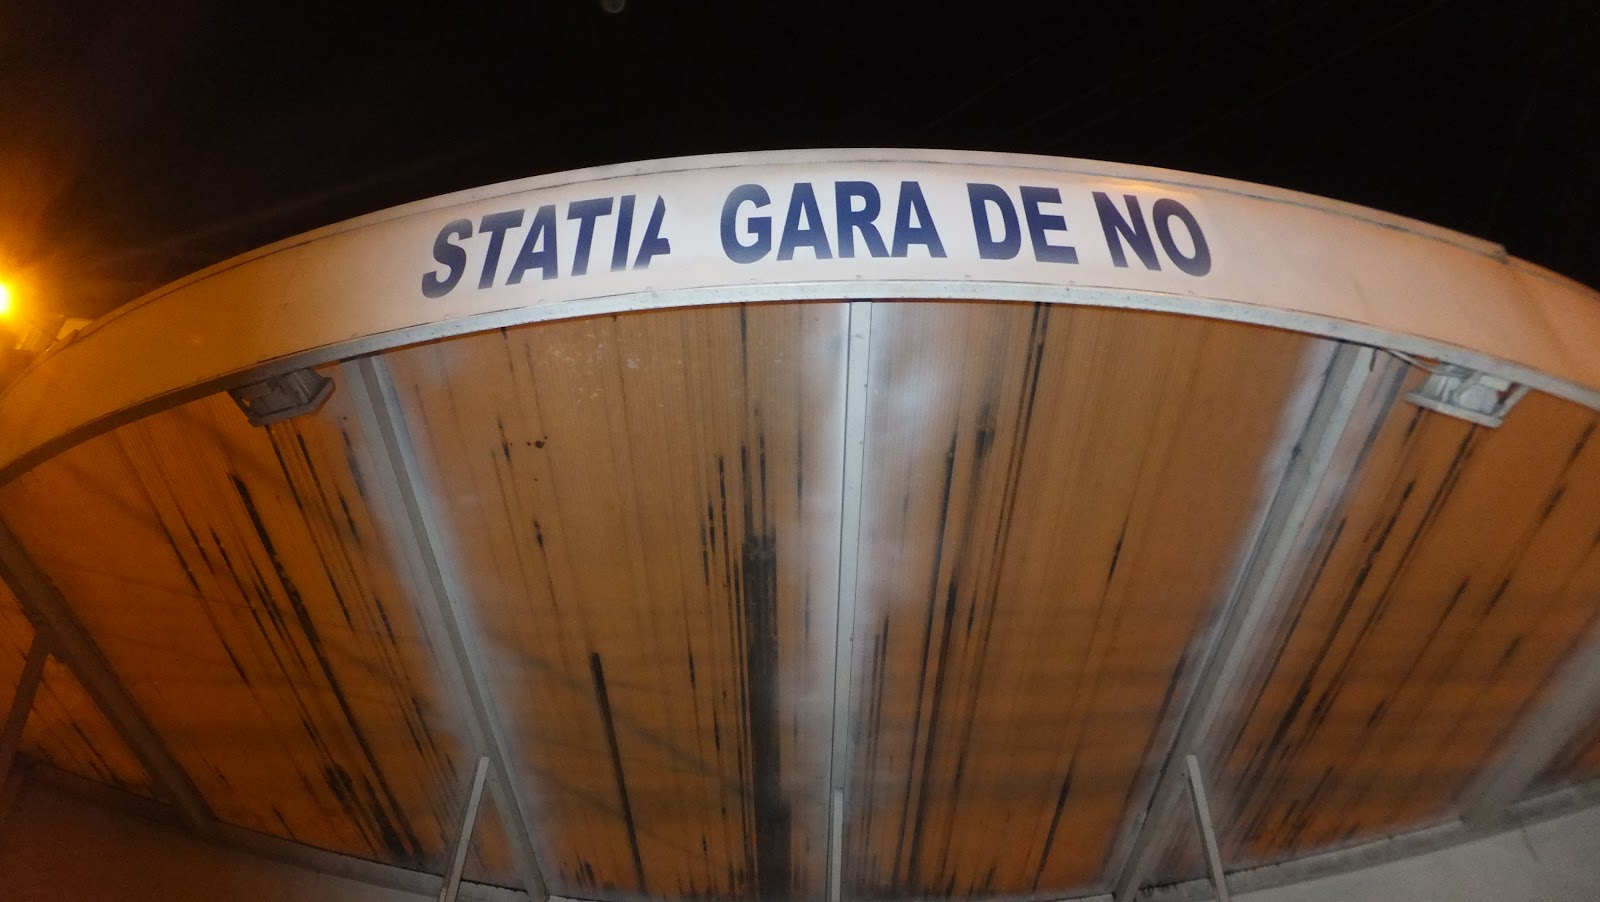 STATIA GARA DE NO